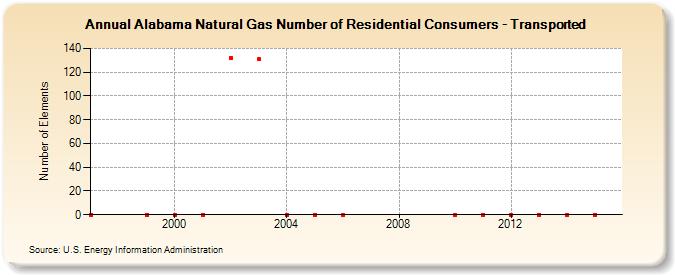 Annual Alabama Natural Gas Number of Residential Consumers - Transported
Number of Elements
140
120
100
80
60
40
20
0
2000 2004 2008 2012
Source: U.S. Energy Information Administration